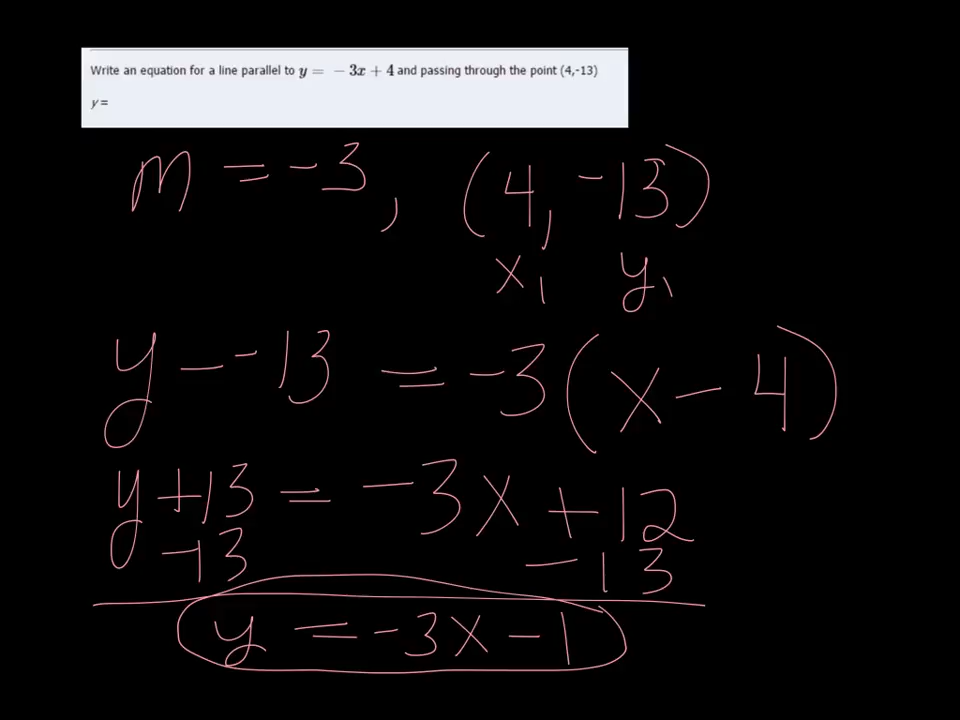 Write an equation for a line parallel to y = −3x + 4 and passing through the point (4,-13)
y =
m = -3, (4, -13)
x₁ y₁
y - -13 = -3(x - 4)
y + 13 = -3x + 12
-13 -13
y = -3x - 1